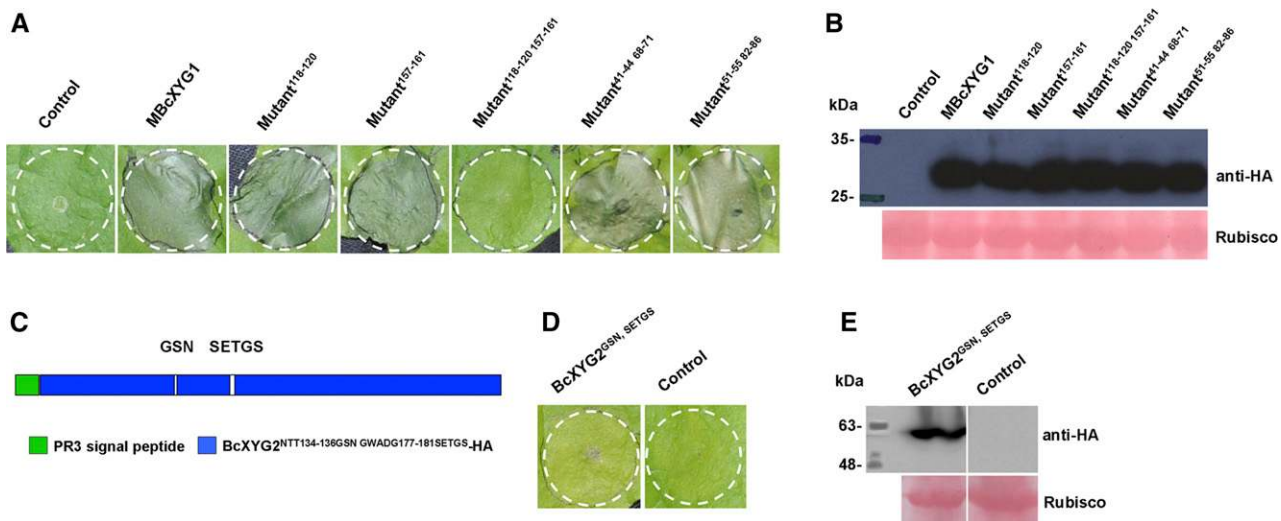 A
Control
MBcXYG1
Mutant118-120
Mutant157-161
Mutant118-120 157-161
Mutant41-44 68-71
Mutant51-55 82-86
B
Control
MBcXYG1
Mutant118-120
Mutant157-161
Mutant118-120 157-161
Mutant41-44 68-71
Mutant51-55 82-86
kDa
35-
25-
anti-HA
Rubisco
C
GSN SETGS
PR3 signal peptide
BcXYG2NTT134-136GSN GWADG177-181SETGS-HA
D
BcXYG2GSN, SETGS
Control
E
BcXYG2GSN, SETGS
Control
kDa
63-
48-
anti-HA
Rubisco